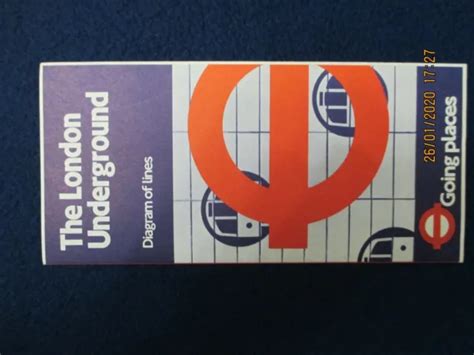 The London
Underground
Diagram of lines
Going places
26/01/2020 17:27